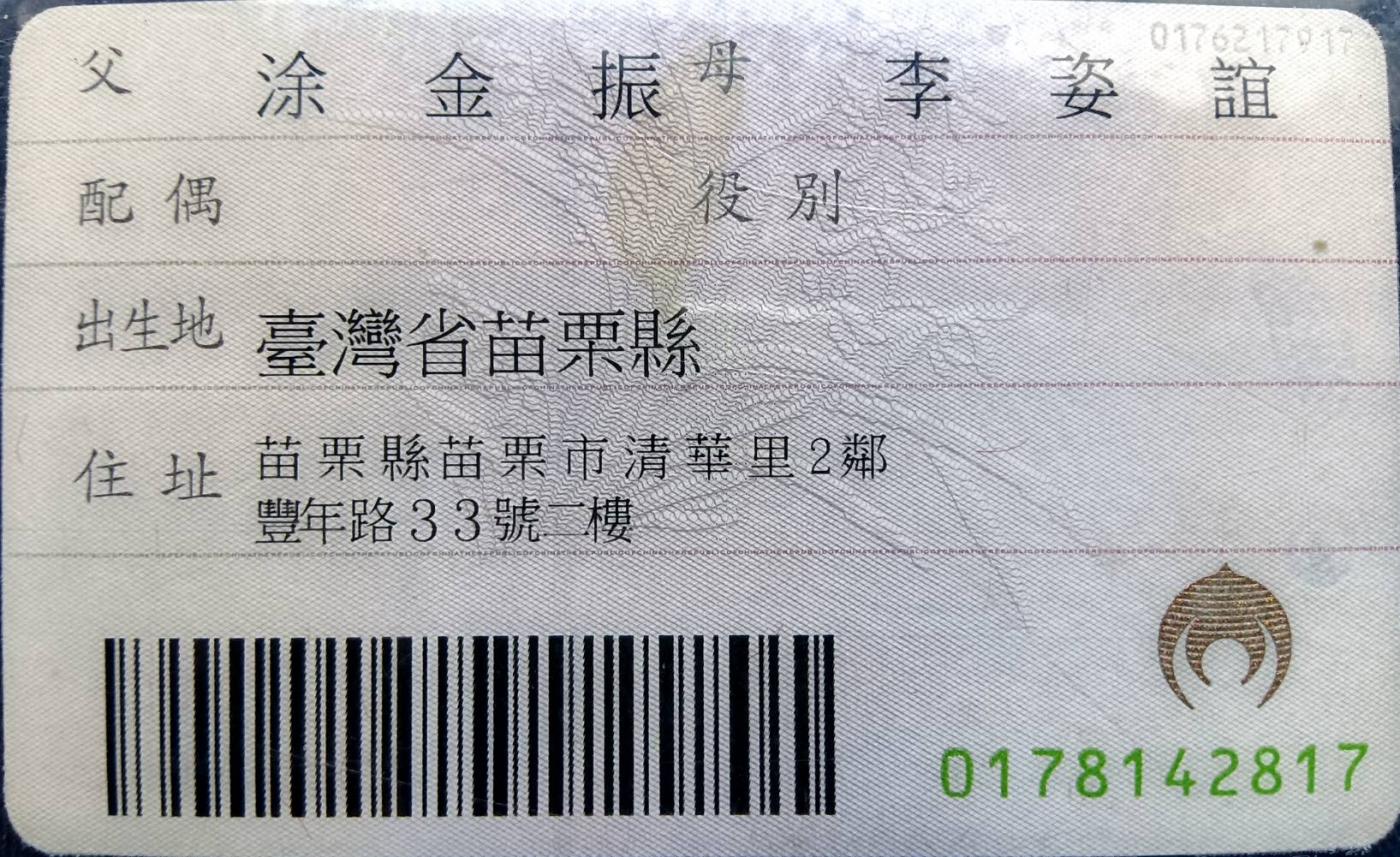 0176217917
父 涂金振 母 李姿誼
配偶 役別
出生地 臺灣省苗栗縣
住址 苗栗縣苗栗市清華里2鄰
豐年路33號二樓
0178142817